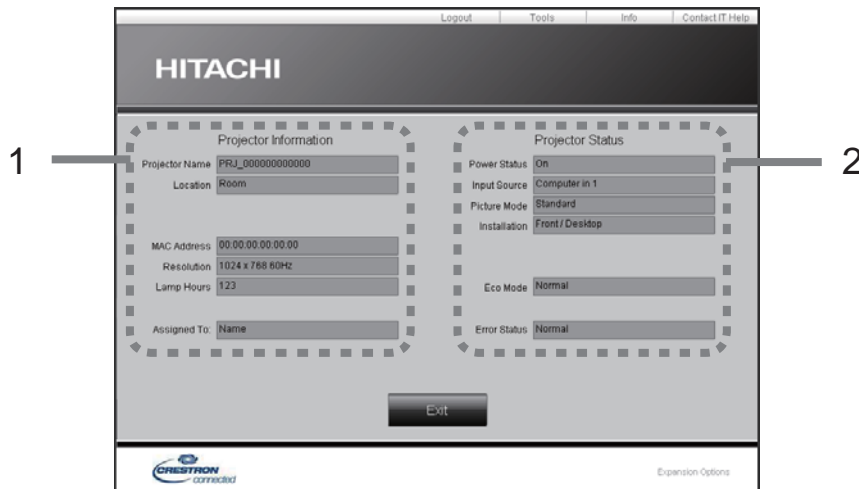 Logout Tools Info Contact IT Help
HITACHI
1
Projector Information
Projector Name PRJ_000000000000
Location Room
MAC Address 00:00:00:00:00:00
Resolution 1024 x 768 60Hz
Lamp Hours 123
Assigned To: Name
2
Projector Status
Power Status On
Input Source Computer in 1
Picture Mode Standard
Installation Front / Desktop
Eco Mode Normal
Error Status Normal
Exit
CRESTRON
connected
Expansion Options